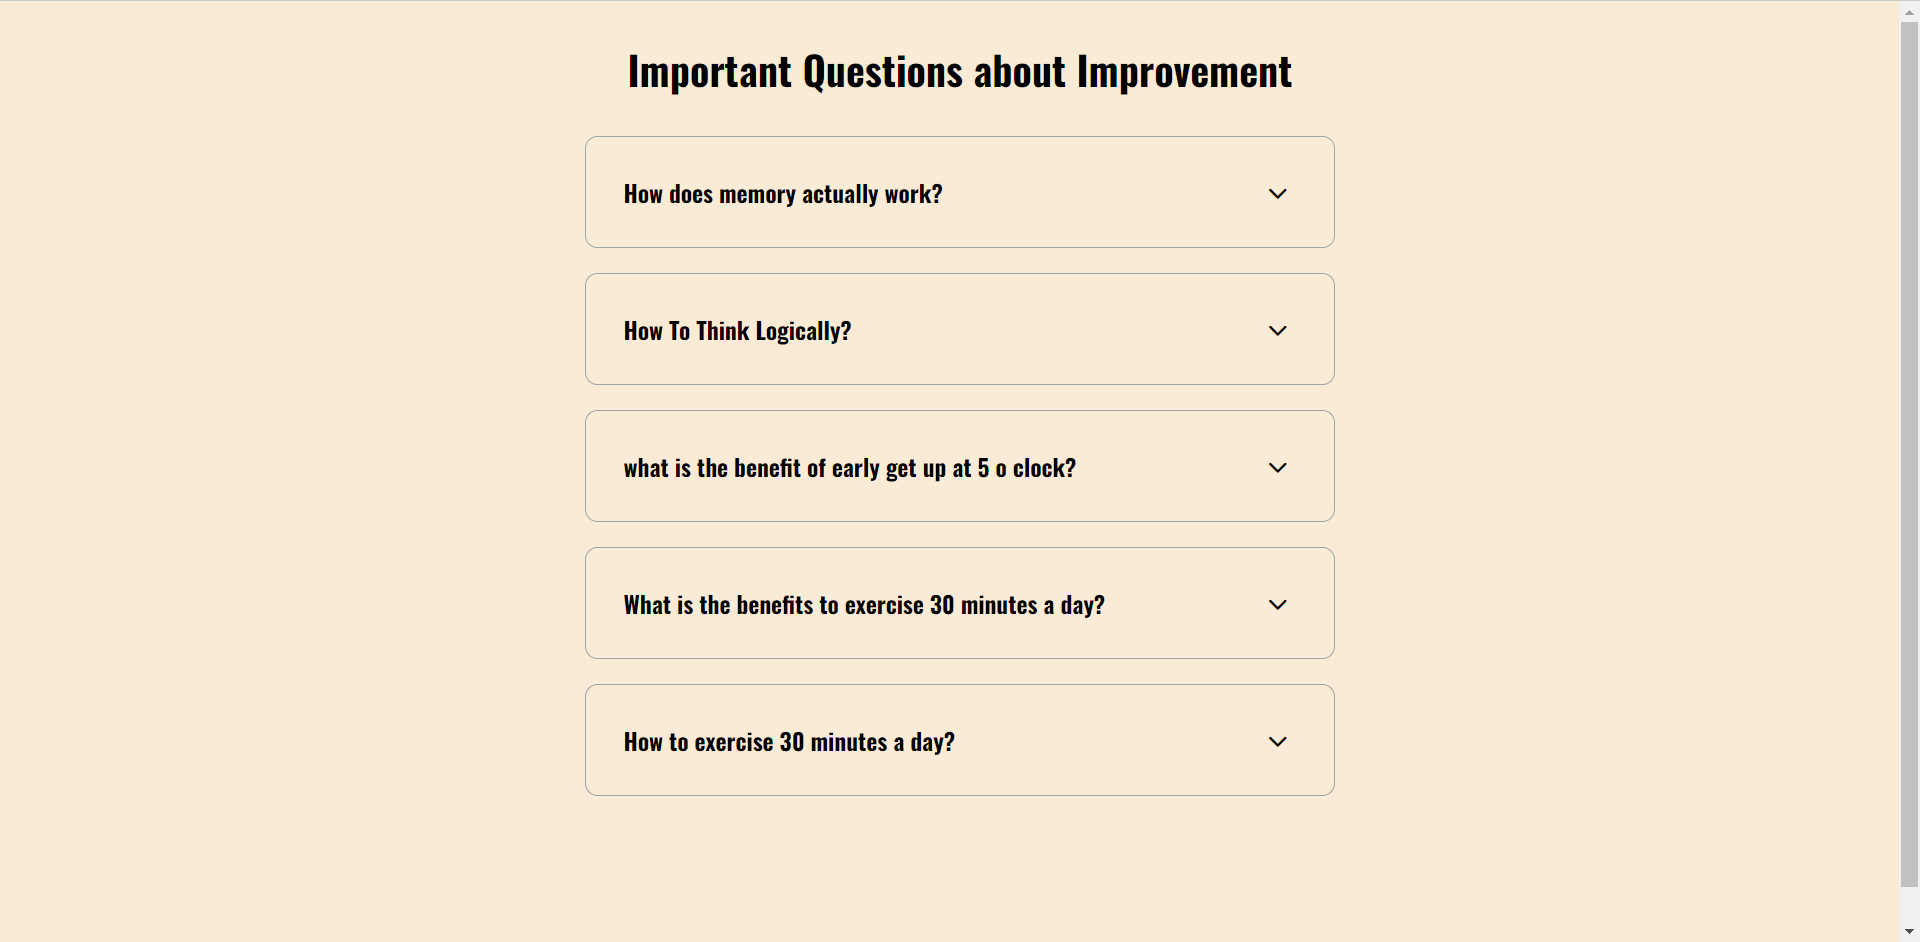 Important Questions about Improvement
How does memory actually work?
How To Think Logically?
what is the benefit of early get up at 5 o clock?
What is the benefits to exercise 30 minutes a day?
How to exercise 30 minutes a day?